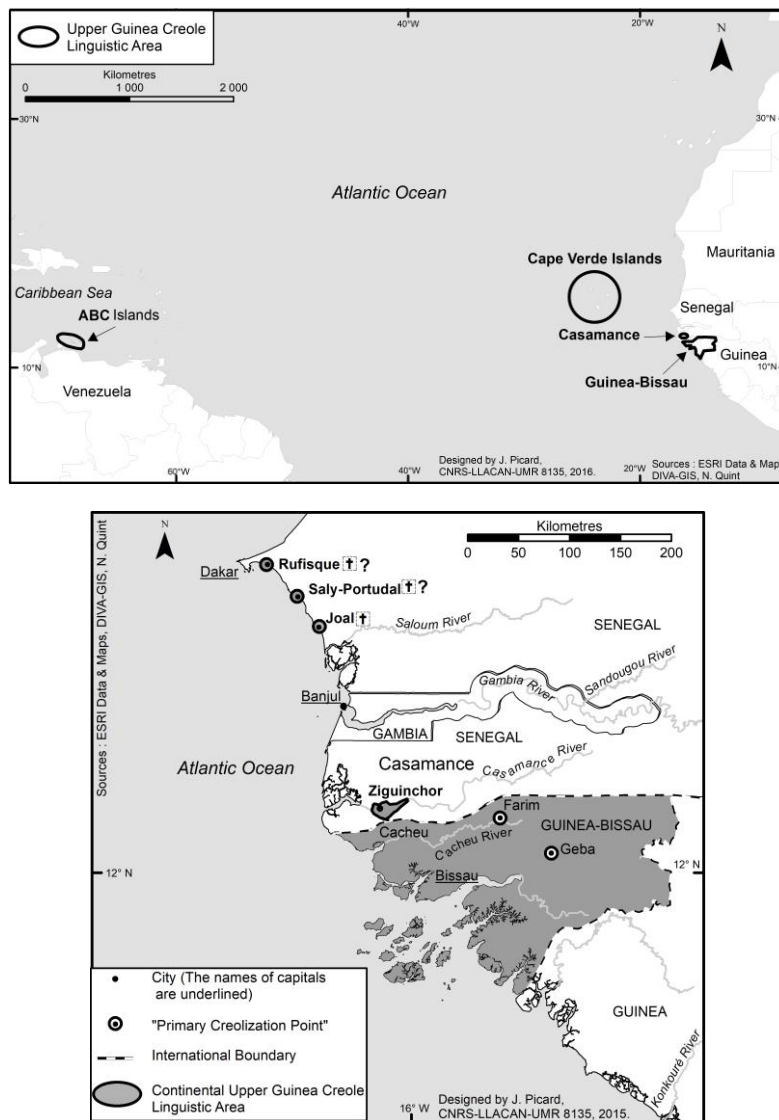 Upper Guinea Creole
Linguistic Area
Kilometres
0 1 000 2 000
40°W
20°W
N
30°N
30°N
Atlantic Ocean
Mauritania
Cape Verde Islands
Caribbean Sea
Senegal
ABC Islands
Casamance
Guinea
10°N
10°N
Guinea-Bissau
Venezuela
Designed by J. Picard,
CNRS-LLACAN-UMR 8135, 2016.
Sources : ESRI Data & Maps,
DIVA-GIS, N. Quint
60°W
40°W
20°W
Sources : ESRI Data & Maps, DIVA-GIS, N. Quint
N
Kilometres
0 50 100 150 200
Rufisque ?
Dakar
Saly-Portudal ?
Joal
Saloum River
SENEGAL
Sandougou River
Gambia River
Banjul
GAMBIA
SENEGAL
Casamance
Atlantic Ocean
Casamance River
Ziguinchor
Farim
Cacheu
GUINEA-BISSAU
Cacheu River
Geba
12° N
12° N
Bissau
City (The names of capitals
are underlined)
"Primary Creolization Point"
GUINEA
International Boundary
Konkouré River
Continental Upper Guinea Creole
Linguistic Area
16° W
Designed by J. Picard,
CNRS-LLACAN-UMR 8135, 2015.